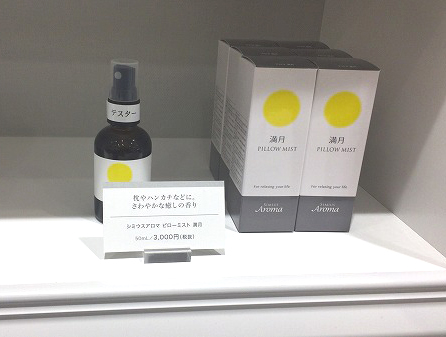 テスター
枕やハンカチなどに。
さわやかな癒しの香り
シミウスアロマ ピローミスト 満月
50mL／3,000円(税抜)
満月
PILLOW MIST
For relaxing your life.
Aroma
満月
PILLOW MIST
For relaxing your life.
Aroma